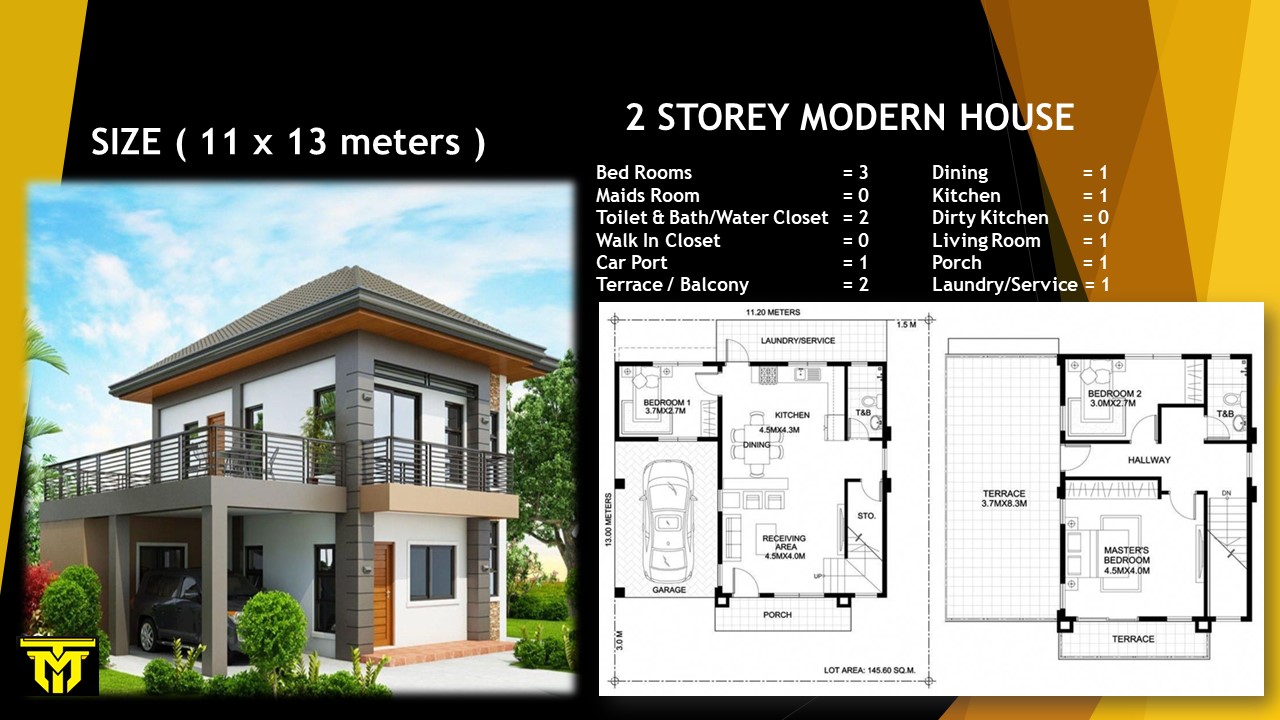 SIZE ( 11 x 13 meters )
2 STOREY MODERN HOUSE
Bed Rooms = 3
Maids Room = 0
Toilet & Bath/Water Closet = 2
Walk In Closet = 0
Car Port = 1
Terrace / Balcony = 2
Dining = 1
Kitchen = 1
Dirty Kitchen = 0
Living Room = 1
Porch = 1
Laundry/Service = 1
11.20 METERS
1.5 M
LAUNDRY/SERVICE
BEDROOM 1
3.7MX2.7M
KITCHEN
4.5MX4.3M
DINING
T&B
13.00 METERS
STO.
RECEIVING
AREA
4.5MX4.0M
UP
GARAGE
PORCH
3.0 M
LOT AREA: 145.60 SQ.M.
BEDROOM 2
3.0MX2.7M
T&B
HALLWAY
TERRACE
3.7MX8.3M
DN
MASTER'S
BEDROOM
4.5MX4.0M
TERRACE